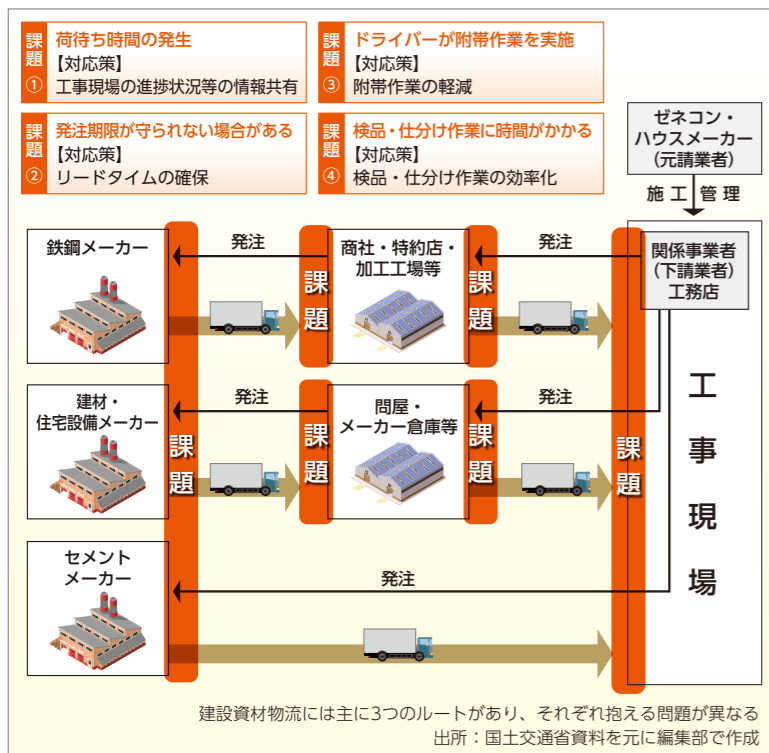 課題①
荷待ち時間の発生
【対応策】
工事現場の進捗状況等の情報共有
課題③
ドライバーが附帯作業を実施
【対応策】
附帯作業の軽減
課題②
発注期限が守られない場合がある
【対応策】
リードタイムの確保
課題④
検品・仕分け作業に時間がかかる
【対応策】
検品・仕分け作業の効率化
ゼネコン・
ハウスメーカー
(元請業者)
施工管理
鉄鋼メーカー
発注
商社・特約店・
加工工場等
発注
関係事業者
(下請業者)
工務店
課題
課題
建材・
住宅設備メーカー
発注
問屋・
メーカー倉庫等
発注
課題
課題
課題
課題
工事現場
セメント
メーカー
発注
建設資材物流には主に3つのルートがあり、それぞれ抱える問題が異なる
出所：国土交通省資料を元に編集部で作成